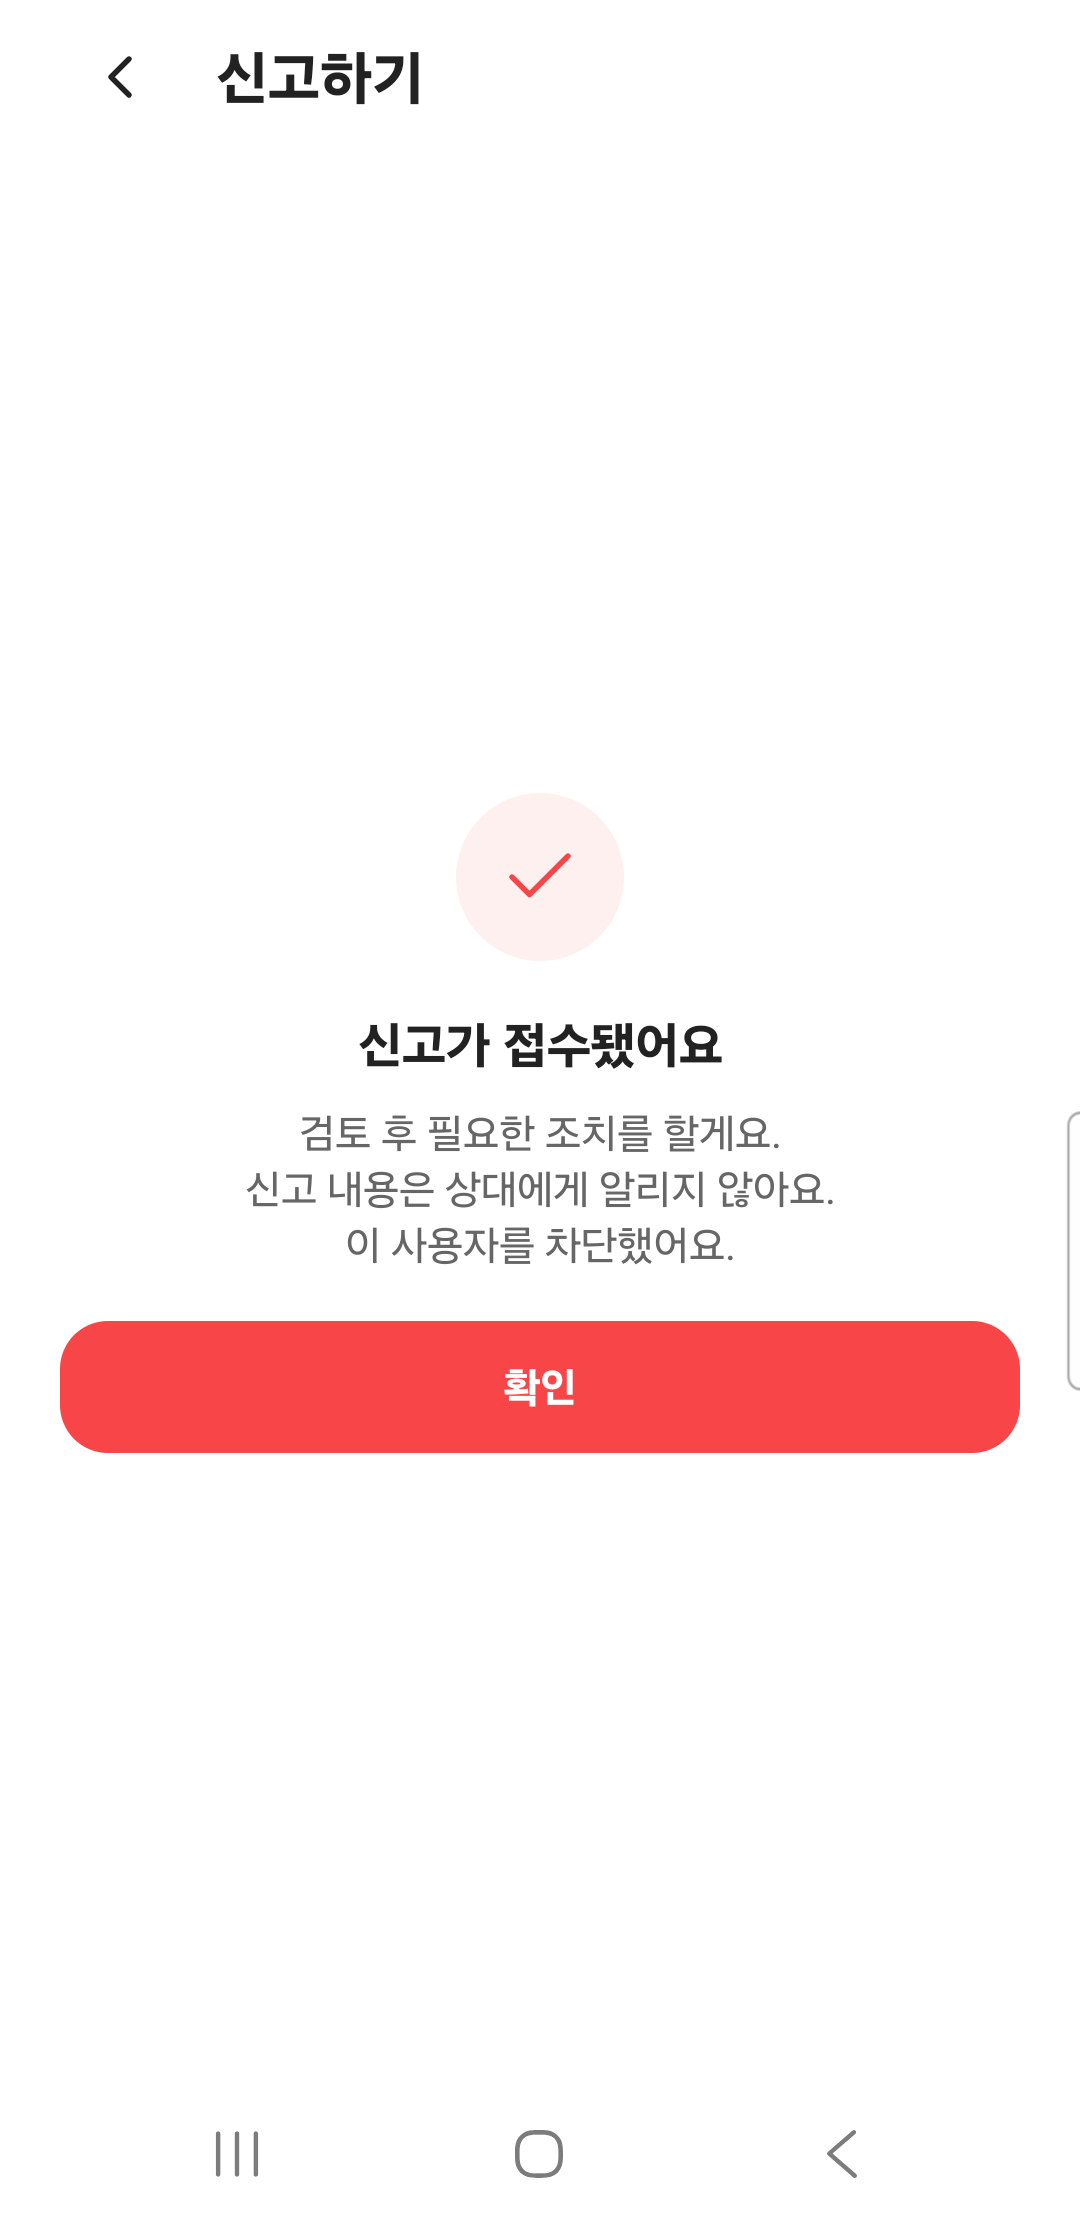 신고하기
신고가 접수됐어요
검토 후 필요한 조치를 할게요.
신고 내용은 상대에게 알리지 않아요.
이 사용자를 차단했어요.
확인